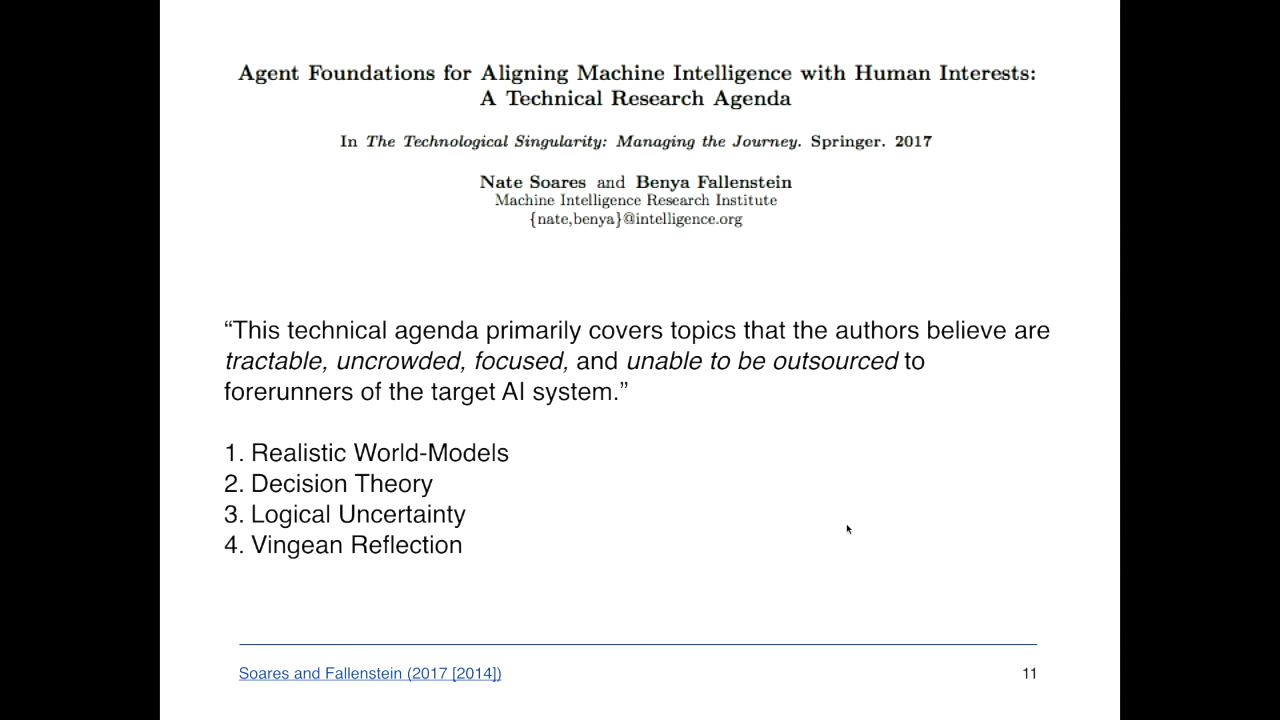 Agent Foundations for Aligning Machine Intelligence with Human Interests:
A Technical Research Agenda
In The Technological Singularity: Managing the Journey. Springer. 2017
Nate Soares and Benya Fallenstein
Machine Intelligence Research Institute
{nate,benya}@intelligence.org
“This technical agenda primarily covers topics that the authors believe are
tractable, uncrowded, focused, and unable to be outsourced to
forerunners of the target AI system.”
1. Realistic World-Models
2. Decision Theory
3. Logical Uncertainty
4. Vingean Reflection
Soares and Fallenstein (2017 [2014])
11